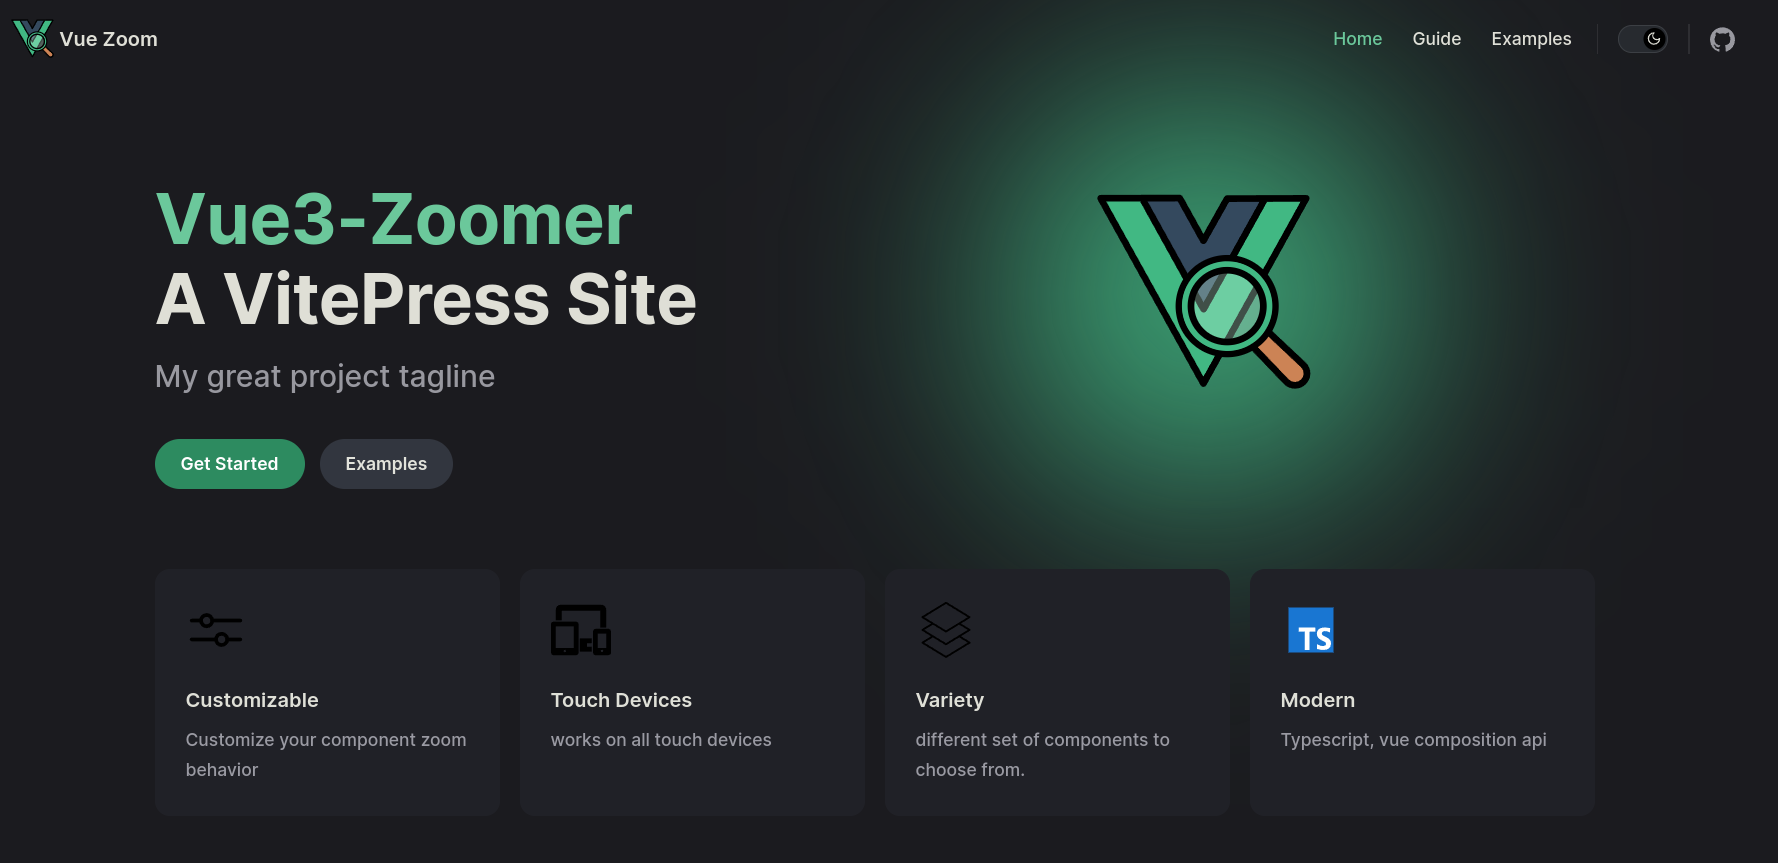 Vue Zoom
Home Guide Examples
Vue3-Zoomer
A VitePress Site
My great project tagline
Get Started Examples
TS
Customizable
Customize your component zoom
behavior
Touch Devices
works on all touch devices
Variety
different set of components to
choose from.
Modern
Typescript, vue composition api